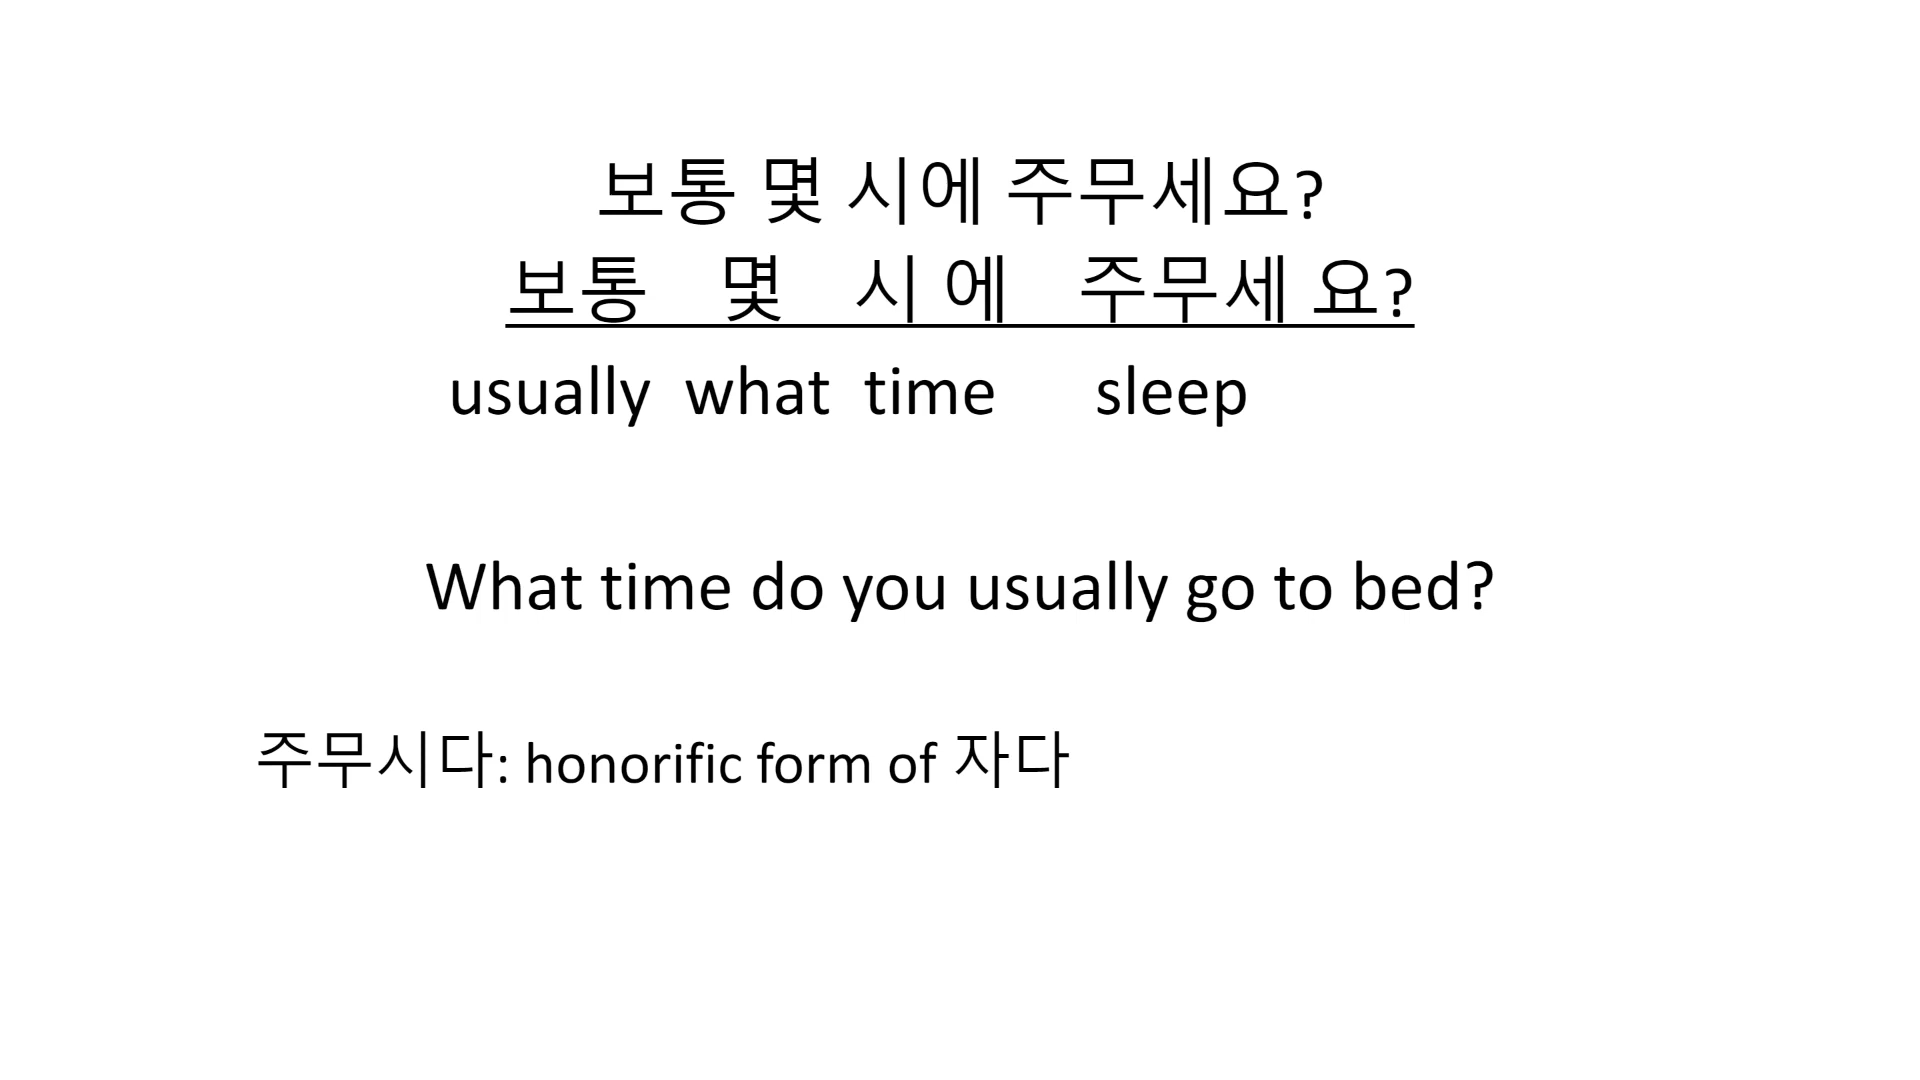 보통 몇 시에 주무세요?
보통 몇 시 에 주무세 요?
usually what time sleep
What time do you usually go to bed?
주무시다: honorific form of 자다